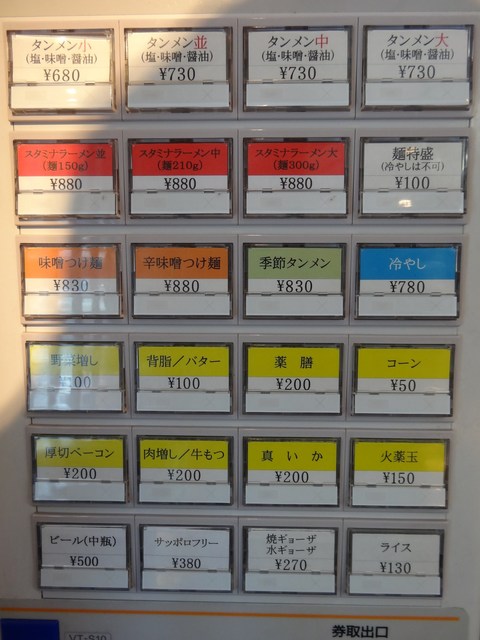 タンメン小
(塩・味噌・醤油)
¥680
タンメン並
(塩・味噌・醤油)
¥730
タンメン中
(塩・味噌・醤油)
¥730
タンメン大
(塩・味噌・醤油)
¥730
スタミナラーメン並
(麺150g)
¥880
スタミナラーメン中
(麺210g)
¥880
スタミナラーメン大
(麺300g)
¥880
麺特盛
(冷やしは不可)
¥100
味噌つけ麺
¥830
辛味噌つけ麺
¥880
季節タンメン
¥830
冷やし
¥780
野菜増し
¥100
背脂/バター
¥100
薬 膳
¥200
コーン
¥50
厚切ベーコン
¥200
肉増し/牛もつ
¥200
真 い か
¥200
火薬玉
¥150
ビール(中瓶)
¥500
サッポロフリー
¥380
焼ギョーザ
水ギョーザ
¥270
ライス
¥130
VT-S10
券取出口